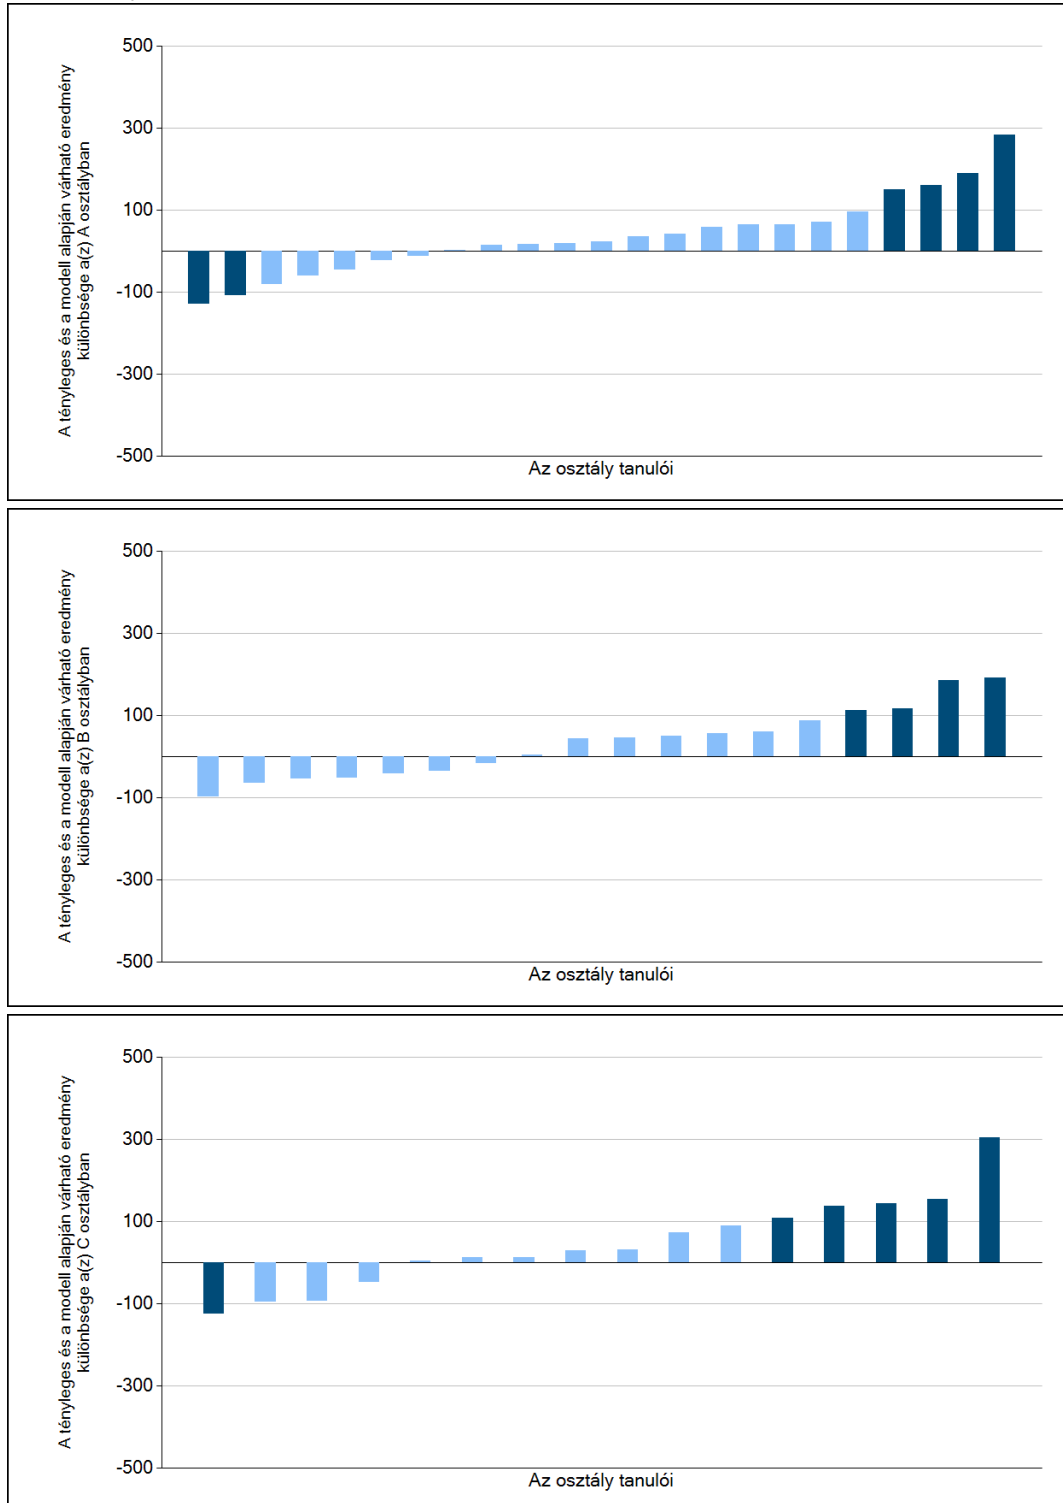 A tényleges és a modell alapján várható eredmény
különbsége a(z) A osztályban
500
300
100
-100
-300
-500
Az osztály tanulói
A tényleges és a modell alapján várható eredmény
különbsége a(z) B osztályban
500
300
100
-100
-300
-500
Az osztály tanulói
A tényleges és a modell alapján várható eredmény
különbsége a(z) C osztályban
500
300
100
-100
-300
-500
Az osztály tanulói